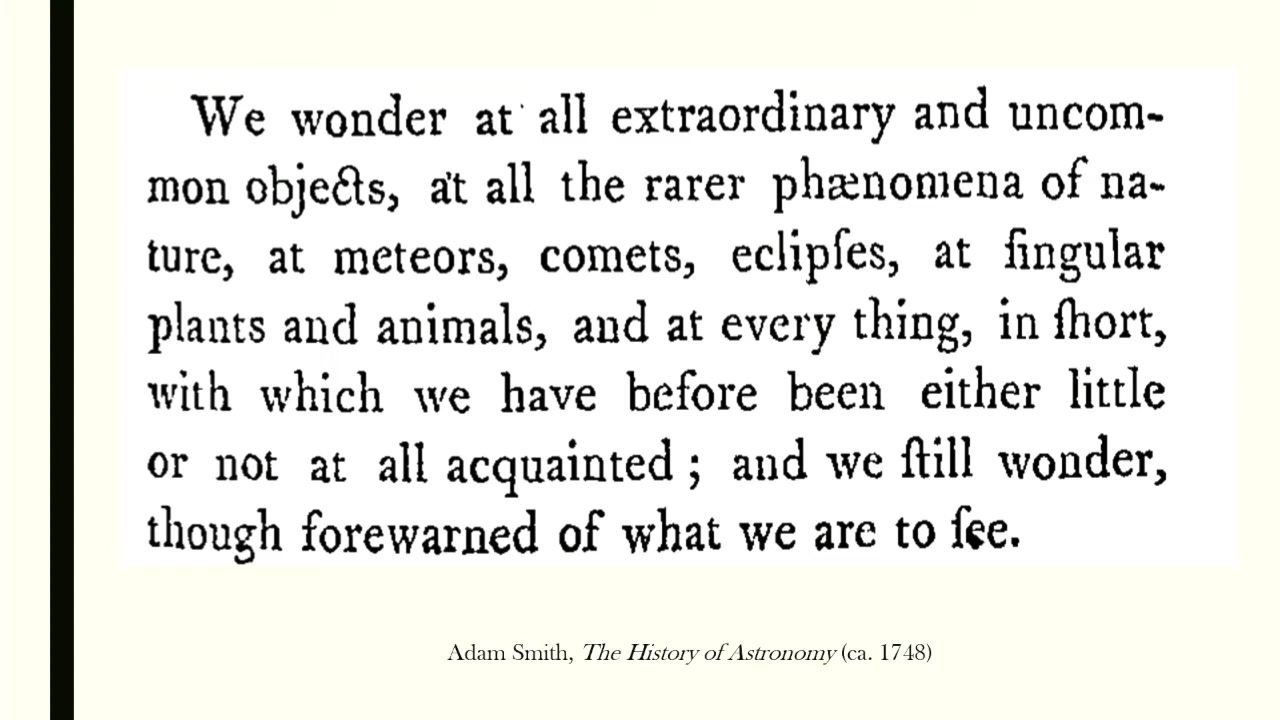 We wonder at all extraordinary and uncom-
mon objects, at all the rarer phænomena of na-
ture, at meteors, comets, eclipſes, at ſingular
plants and animals, and at every thing, in ſhort,
with which we have before been either little
or not at all acquainted ; and we ſtill wonder,
though forewarned of what we are to ſee.
Adam Smith, The History of Astronomy (ca. 1748)